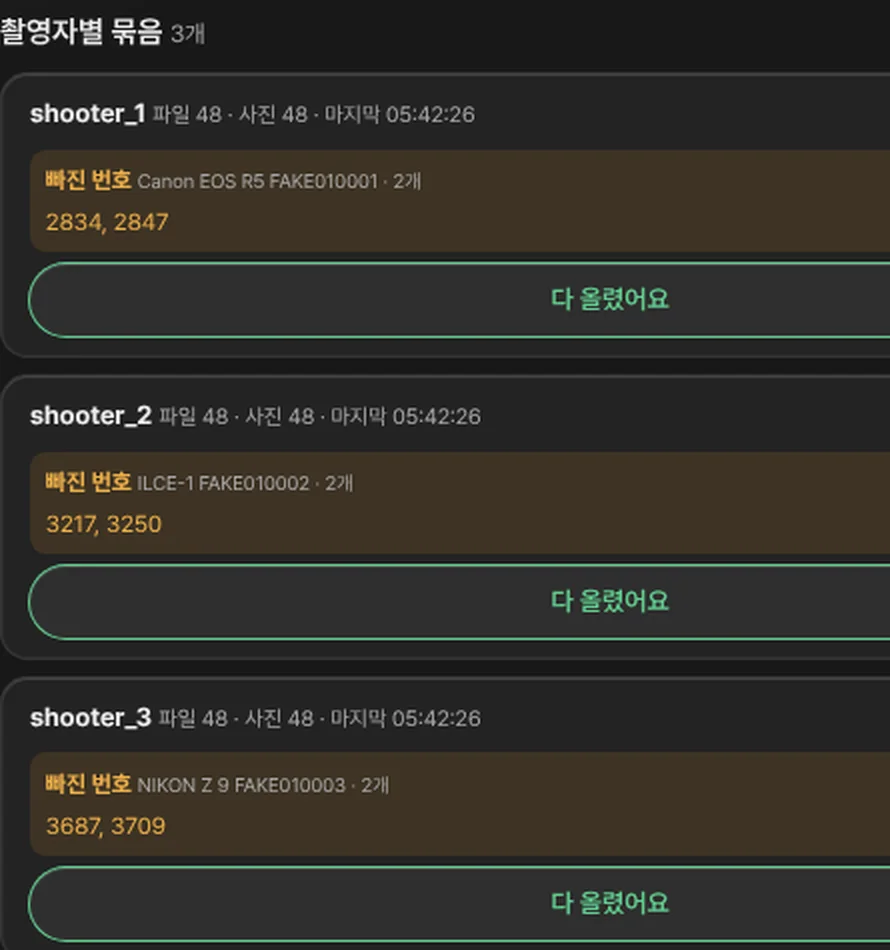 촬영자별 묶음 3개
shooter_1 파일 48 · 사진 48 · 마지막 05:42:26
빠진 번호 Canon EOS R5 FAKE010001 · 2개
2834, 2847
다 올렸어요
shooter_2 파일 48 · 사진 48 · 마지막 05:42:26
빠진 번호 ILCE-1 FAKE010002 · 2개
3217, 3250
다 올렸어요
shooter_3 파일 48 · 사진 48 · 마지막 05:42:26
빠진 번호 NIKON Z 9 FAKE010003 · 2개
3687, 3709
다 올렸어요